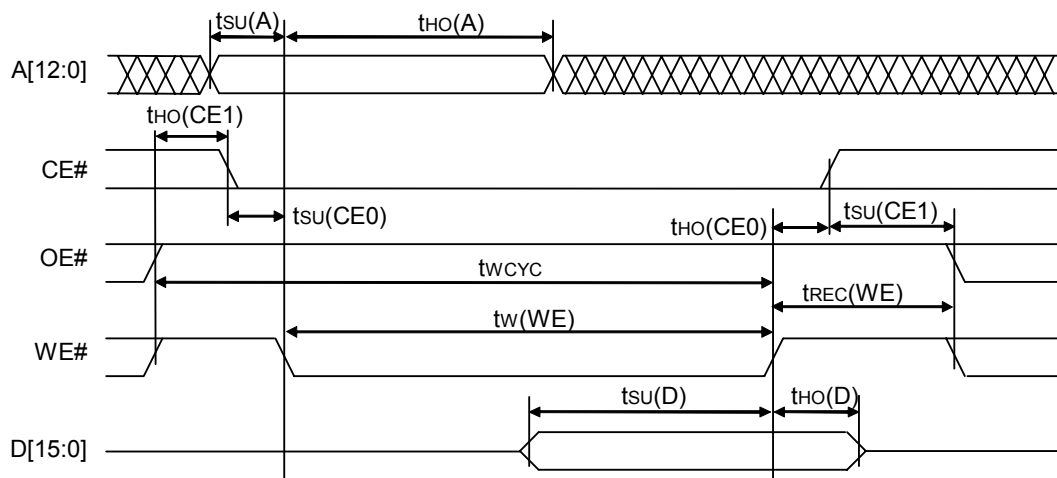 tSU(A)
tHO(A)
A[12:0]
tHO(CE1)
CE#
tSU(CE0)
tHO(CE0)
tSU(CE1)
OE#
tWCYC
tREC(WE)
tW(WE)
WE#
tSU(D)
tHO(D)
D[15:0]